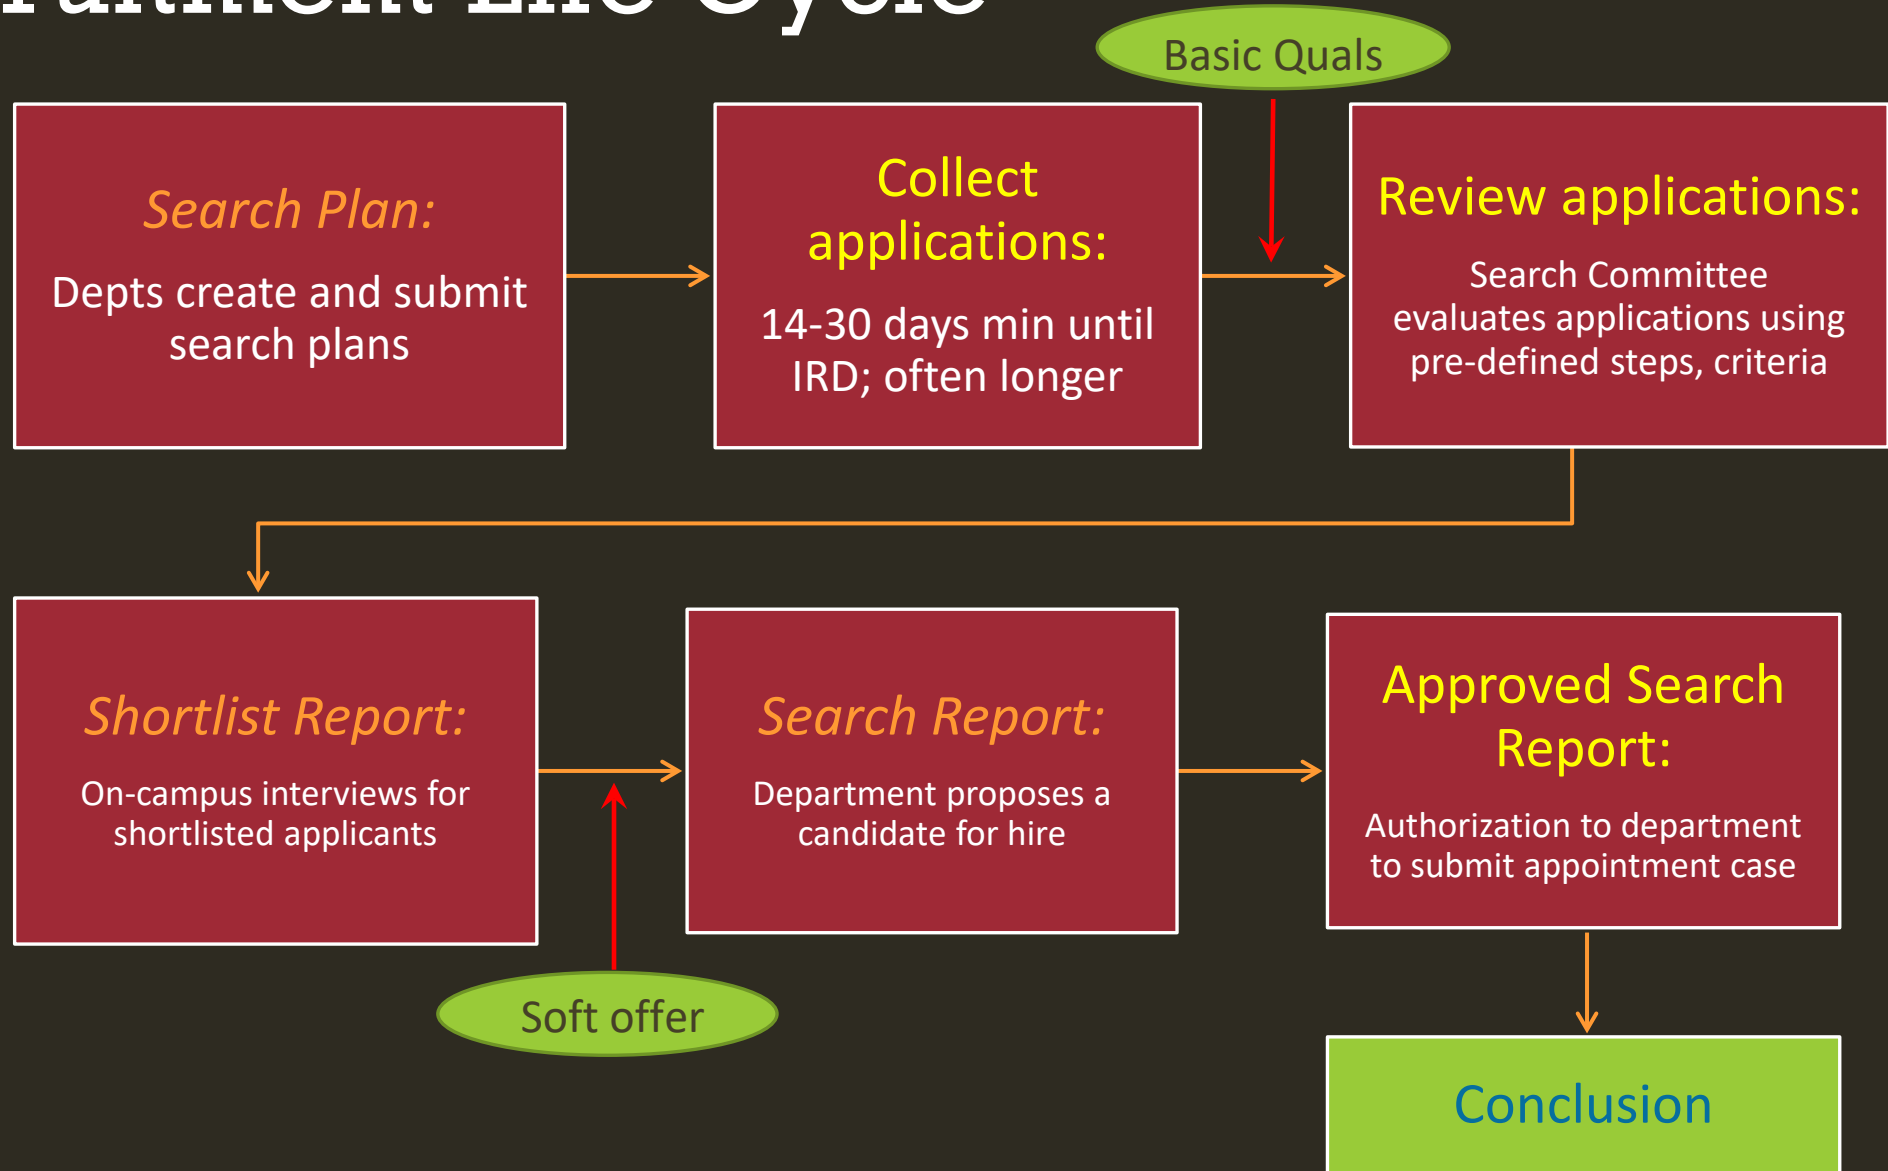 Life Cycle
Basic Quals
Search Plan:
Depts create and submit
search plans
Collect
applications:
14-30 days min until
IRD; often longer
Review applications:
Search Committee
evaluates applications using
pre-defined steps, criteria
Shortlist Report:
On-campus interviews for
shortlisted applicants
Search Report:
Department proposes a
candidate for hire
Approved Search
Report:
Authorization to department
to submit appointment case
Soft offer
Conclusion